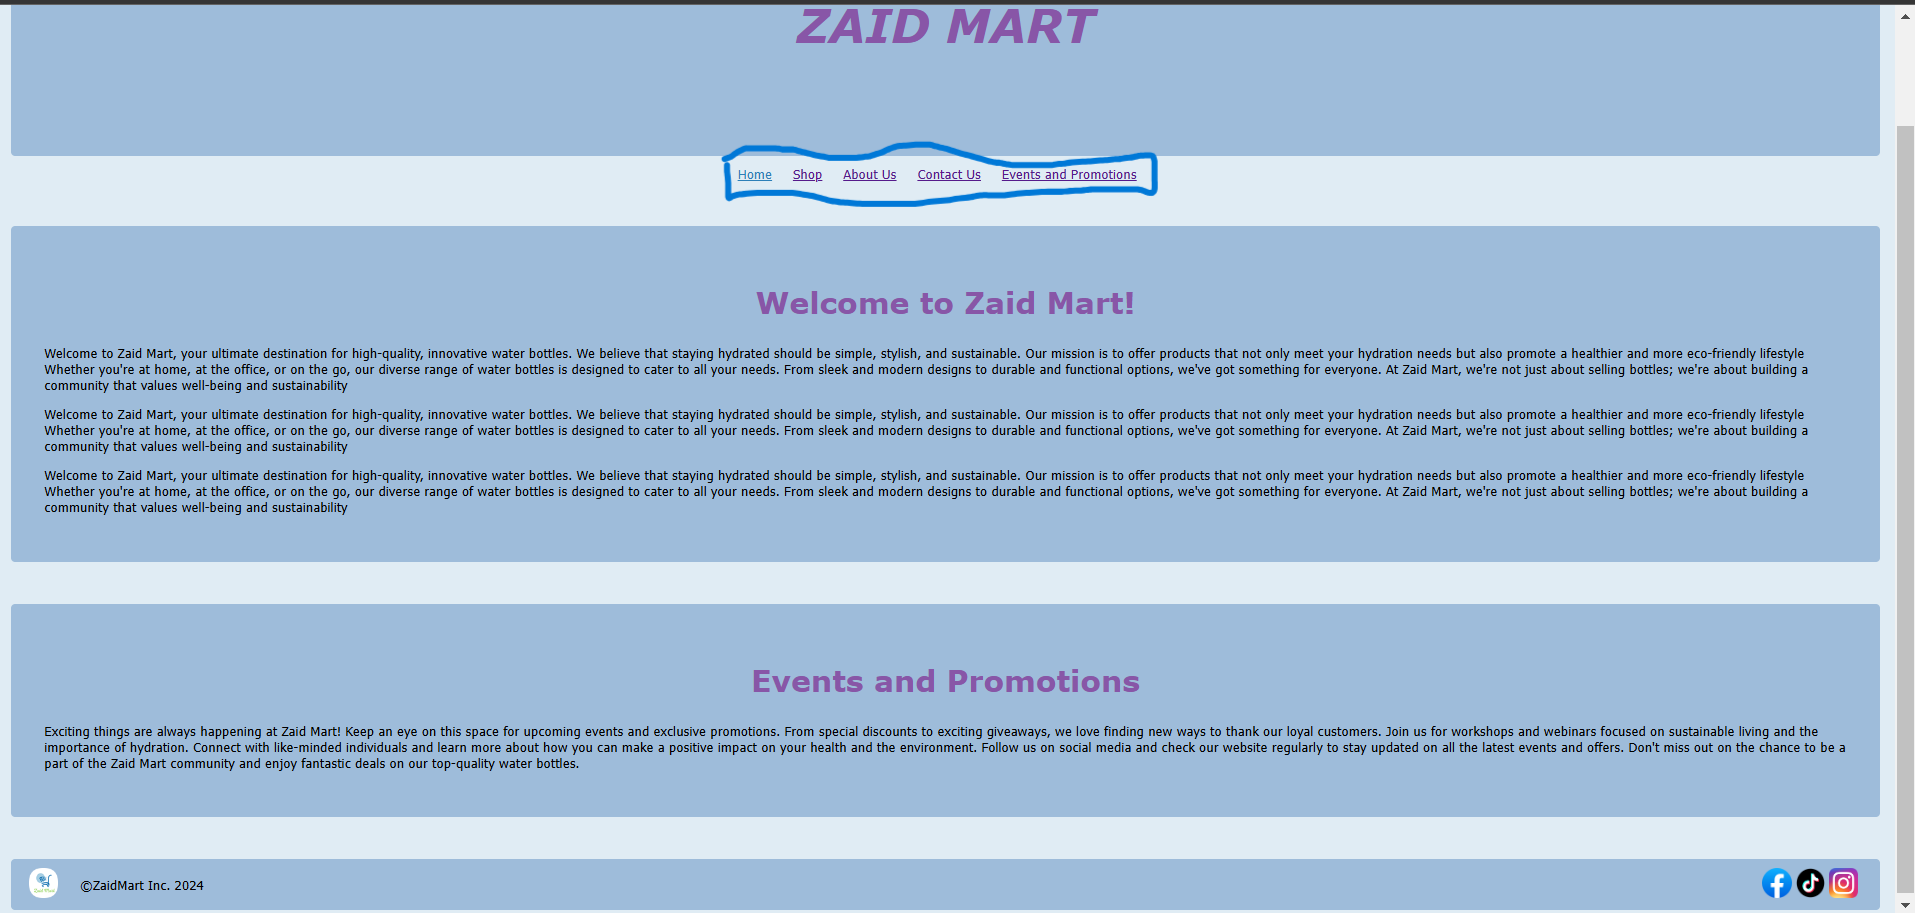 ZAID MART
Home Shop About Us Contact Us Events and Promotions
Welcome to Zaid Mart!
Welcome to Zaid Mart, your ultimate destination for high-quality, innovative water bottles. We believe that staying hydrated should be simple, stylish, and sustainable. Our mission is to offer products that not only meet your hydration needs but also promote a healthier and more eco-friendly lifestyle
Whether you're at home, at the office, or on the go, our diverse range of water bottles is designed to cater to all your needs. From sleek and modern designs to durable and functional options, we've got something for everyone. At Zaid Mart, we're not just about selling bottles; we're about building a
community that values well-being and sustainability
Welcome to Zaid Mart, your ultimate destination for high-quality, innovative water bottles. We believe that staying hydrated should be simple, stylish, and sustainable. Our mission is to offer products that not only meet your hydration needs but also promote a healthier and more eco-friendly lifestyle
Whether you're at home, at the office, or on the go, our diverse range of water bottles is designed to cater to all your needs. From sleek and modern designs to durable and functional options, we've got something for everyone. At Zaid Mart, we're not just about selling bottles; we're about building a
community that values well-being and sustainability
Welcome to Zaid Mart, your ultimate destination for high-quality, innovative water bottles. We believe that staying hydrated should be simple, stylish, and sustainable. Our mission is to offer products that not only meet your hydration needs but also promote a healthier and more eco-friendly lifestyle
Whether you're at home, at the office, or on the go, our diverse range of water bottles is designed to cater to all your needs. From sleek and modern designs to durable and functional options, we've got something for everyone. At Zaid Mart, we're not just about selling bottles; we're about building a
community that values well-being and sustainability
Events and Promotions
Exciting things are always happening at Zaid Mart! Keep an eye on this space for upcoming events and exclusive promotions. From special discounts to exciting giveaways, we love finding new ways to thank our loyal customers. Join us for workshops and webinars focused on sustainable living and the
importance of hydration. Connect with like-minded individuals and learn more about how you can make a positive impact on your health and the environment. Follow us on social media and check our website regularly to stay updated on all the latest events and offers. Don't miss out on the chance to be a
part of the Zaid Mart community and enjoy fantastic deals on our top-quality water bottles.
Zaid Mart
©ZaidMart Inc. 2024